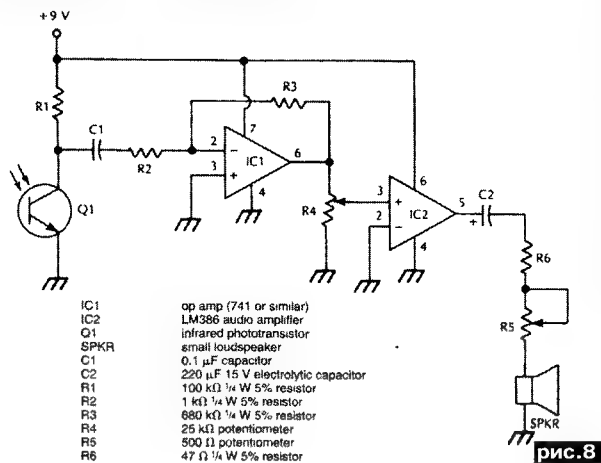 +9 V
R1
C1
R2
R3
2
3
7
6
4
IC1
Q1
R4
3
2
6
5
4
IC2
C2
+
R6
R5
SPKR
IC1 op amp (741 or similar)
IC2 LM386 audio amplifier
Q1 infrared phototransistor
SPKR small loudspeaker
C1 0.1 µF capacitor
C2 220 µF 15 V electrolytic capacitor
R1 100 kΩ 1/4 W 5% resistor
R2 1 kΩ 1/4 W 5% resistor
R3 680 kΩ 1/4 W 5% resistor
R4 25 kΩ potentiometer
R5 500 Ω potentiometer
R6 47 Ω 1/4 W 5% resistor
рис.8